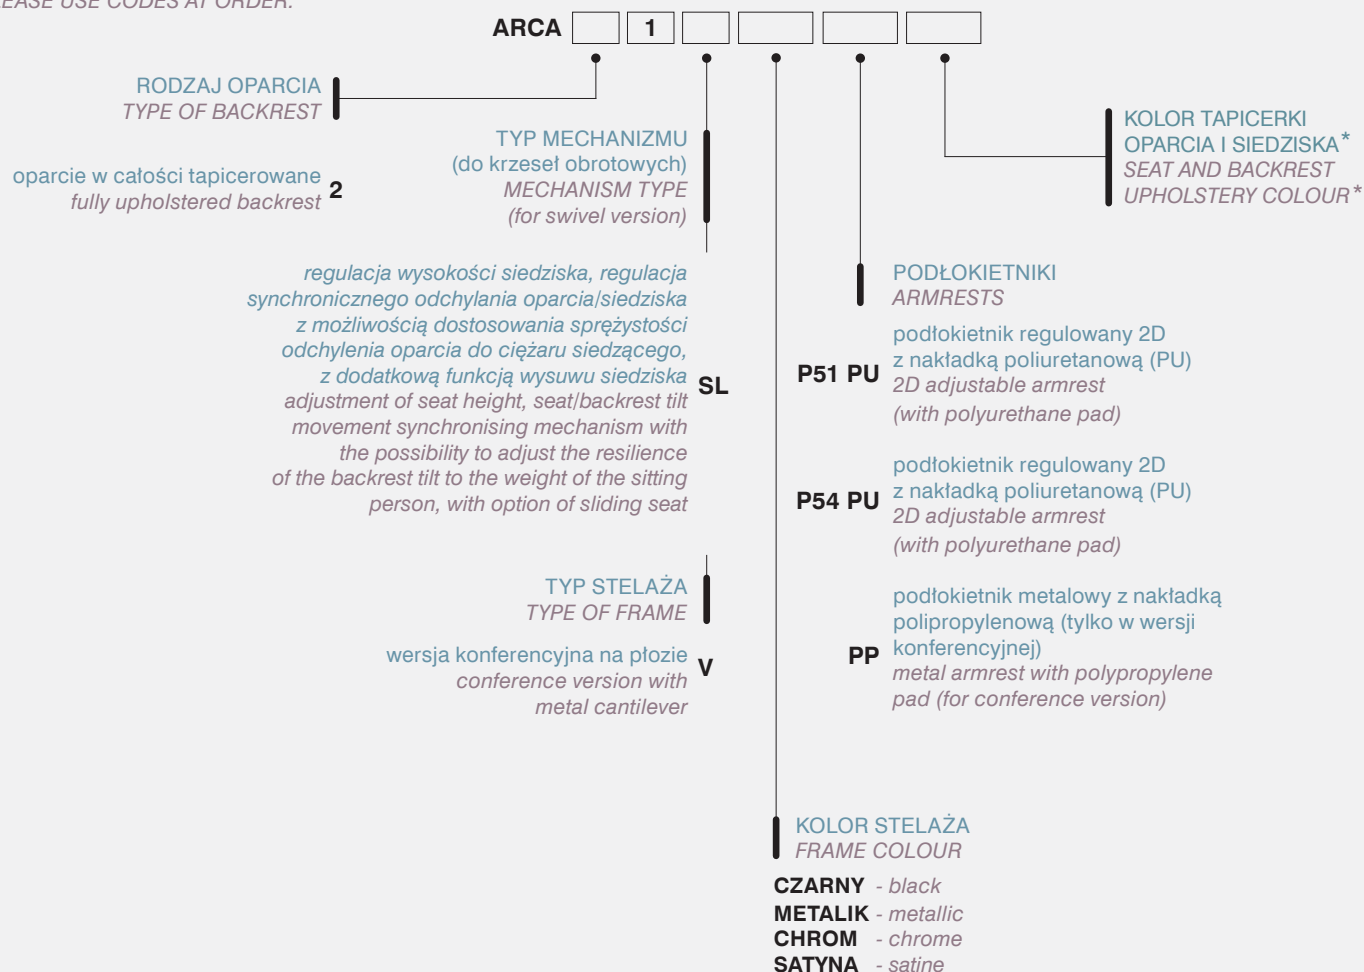 PLEASE USE CODES AT ORDER.
ARCA 1
RODZAJ OPARCIA
TYPE OF BACKREST
oparcie w całości tapicerowane
fully upholstered backrest
2
TYP MECHANIZMU
(do krzeseł obrotowych)
MECHANISM TYPE
(for swivel version)
regulacja wysokości siedziska, regulacja
synchronicznego odchylania oparcia/siedziska
z możliwością dostosowania sprężystości
odchylenia oparcia do ciężaru siedzącego,
z dodatkową funkcją wysuwu siedziska
SL
adjustment of seat height, seat/backrest tilt
movement synchronising mechanism with
the possibility to adjust the resilience
of the backrest tilt to the weight of the sitting
person, with option of sliding seat
TYP STELAŻA
TYPE OF FRAME
wersja konferencyjna na płozie
V
conference version with
metal cantilever
KOLOR TAPICERKI
OPARCIA I SIEDZISKA*
SEAT AND BACKREST
UPHOLSTERY COLOUR*
PODŁOKIETNIKI
ARMRESTS
podłokietnik regulowany 2D
z nakładką poliuretanową (PU)
P51 PU
2D adjustable armrest
(with polyurethane pad)
podłokietnik regulowany 2D
P54 PU
z nakładką poliuretanową (PU)
2D adjustable armrest
(with polyurethane pad)
podłokietnik metalowy z nakładką
polipropylenową (tylko w wersji
konferencyjnej)
PP
metal armrest with polypropylene
pad (for conference version)
KOLOR STELAŻA
FRAME COLOUR
CZARNY - black
METALIK - metallic
CHROM - chrome
SATYNA - satine